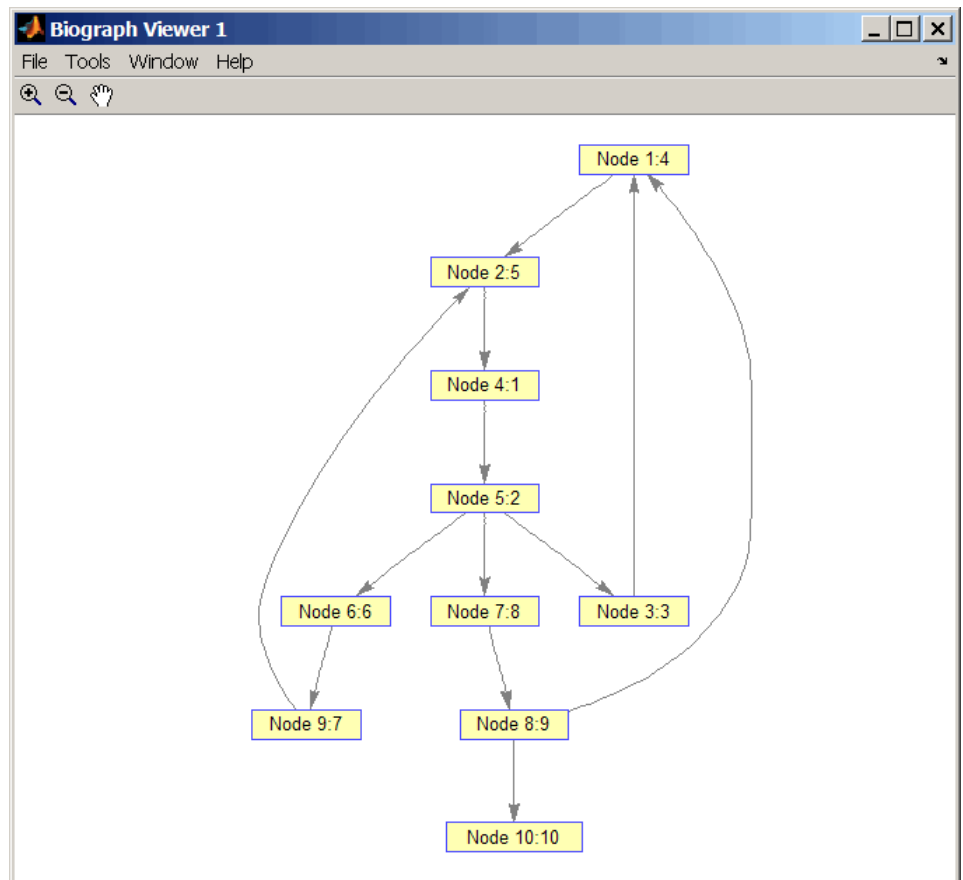 Biograph Viewer 1
File Tools Window Help
Node 1:4
Node 2:5
Node 4:1
Node 5:2
Node 6:6 Node 7:8 Node 3:3
Node 9:7 Node 8:9
Node 10:10